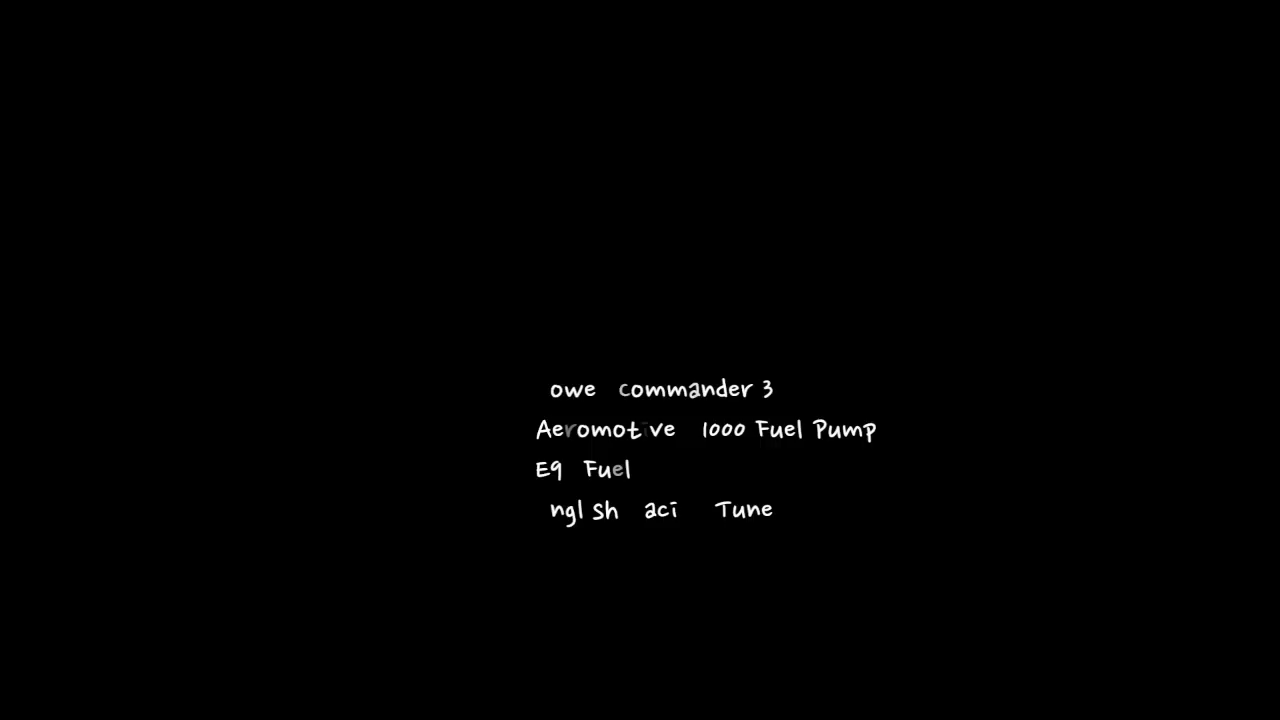 owe commander 3
Aeromotive 1000 Fuel Pump
E9 Fuel
ngl sh aci Tune